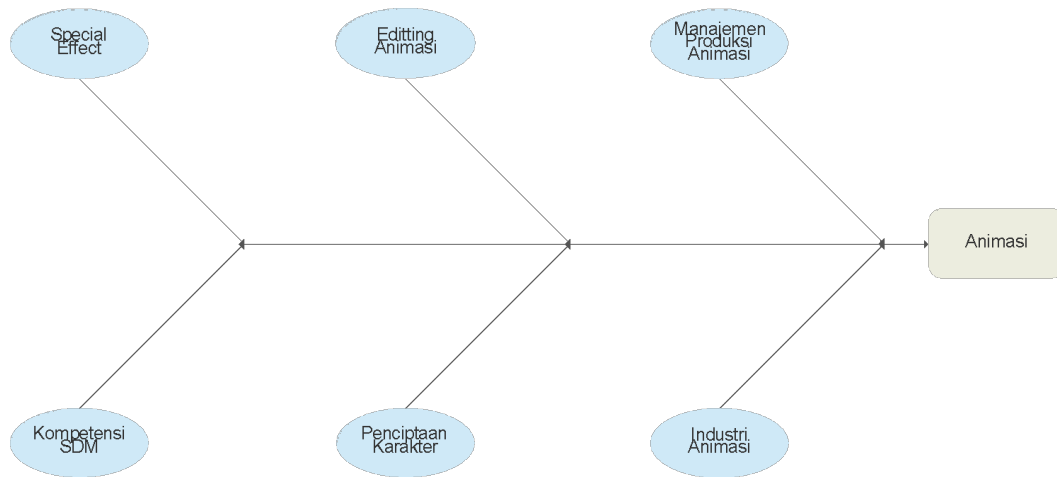 Special
Effect
Editting
Animasi
Manajemen
Produksi
Animasi
Animasi
Kompetensi
SDM
Penciptaan
Karakter
Industri
Animasi